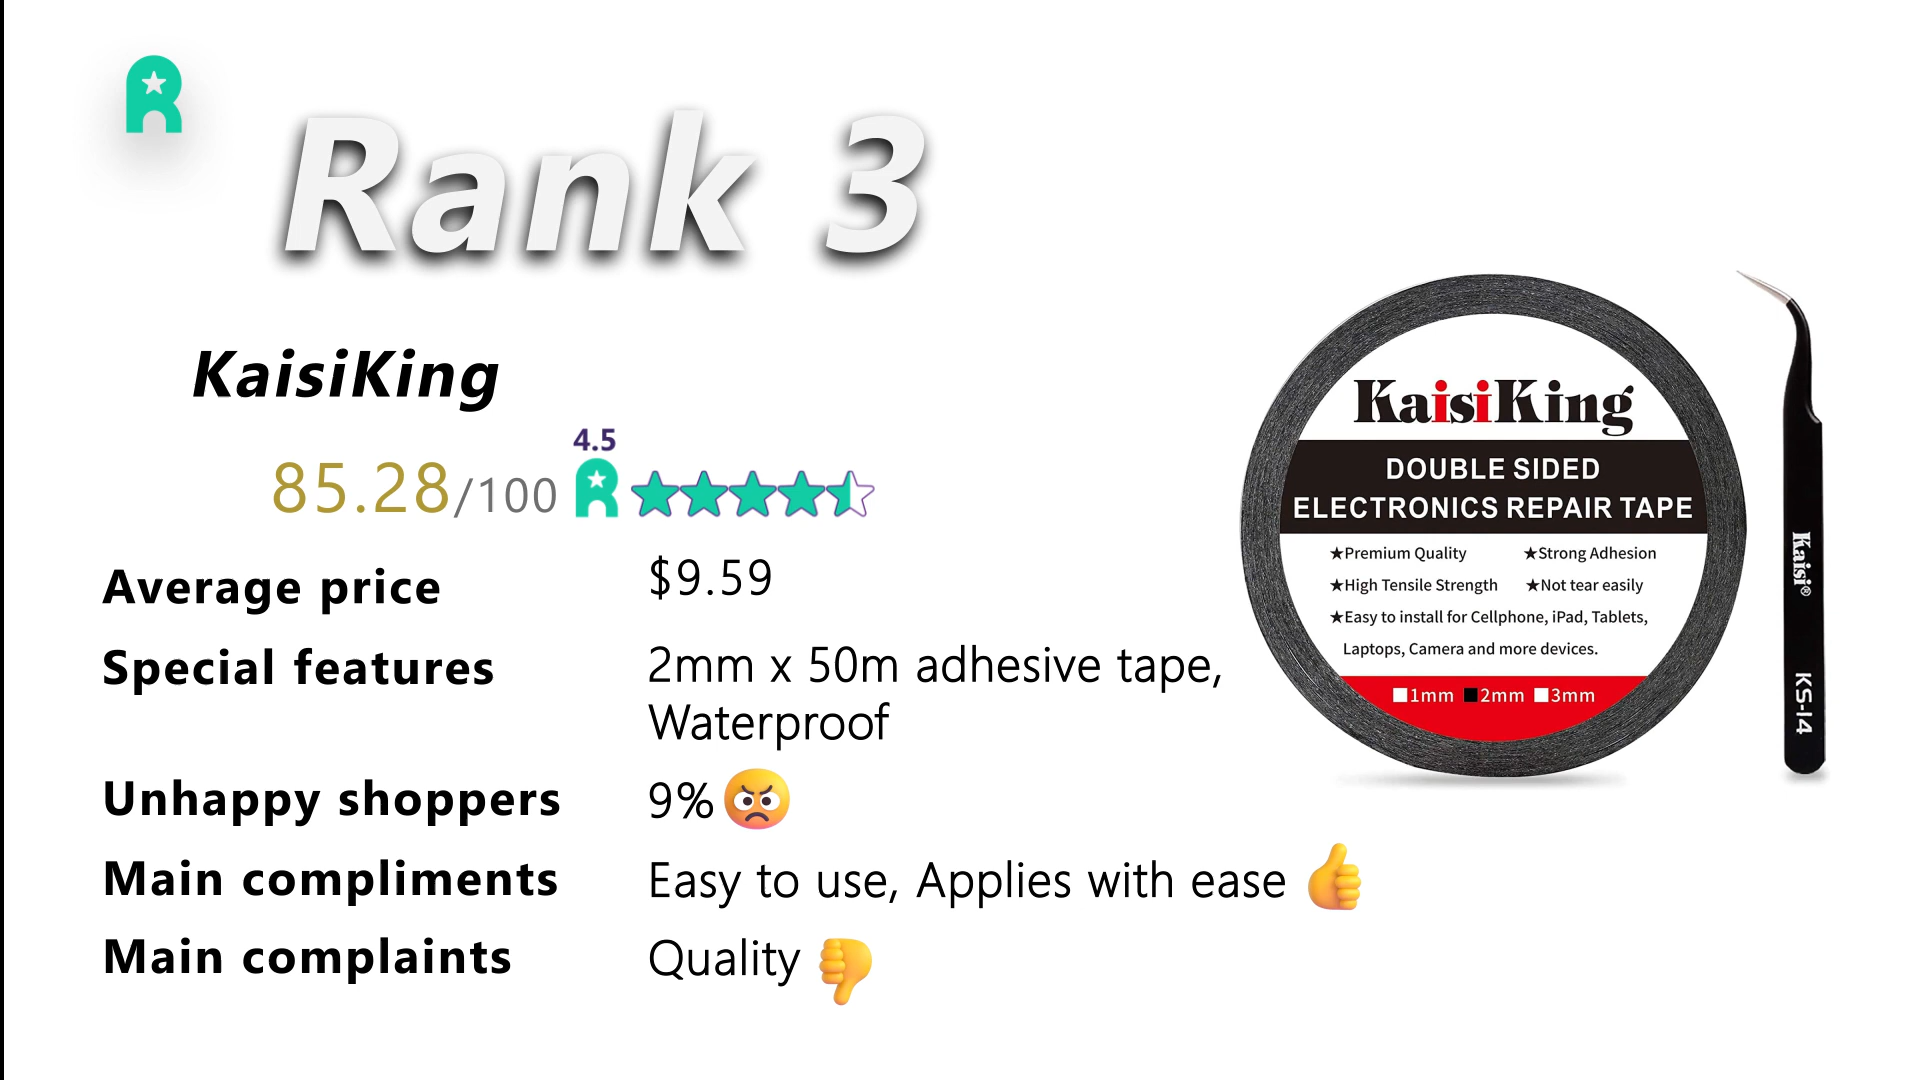 Rank 3
KaisiKing
4.5
85.28/100
Average price $9.59
Special features 2mm x 50m adhesive tape,
Waterproof
Unhappy shoppers 9%
Main compliments Easy to use, Applies with ease
Main complaints Quality
KaisiKing
DOUBLE SIDED
ELECTRONICS REPAIR TAPE
★Premium Quality ★Strong Adhesion
★High Tensile Strength ★Not tear easily
★Easy to install for Cellphone, iPad, Tablets,
Laptops, Camera and more devices.
1mm 2mm 3mm
Kaisi®
KS-14